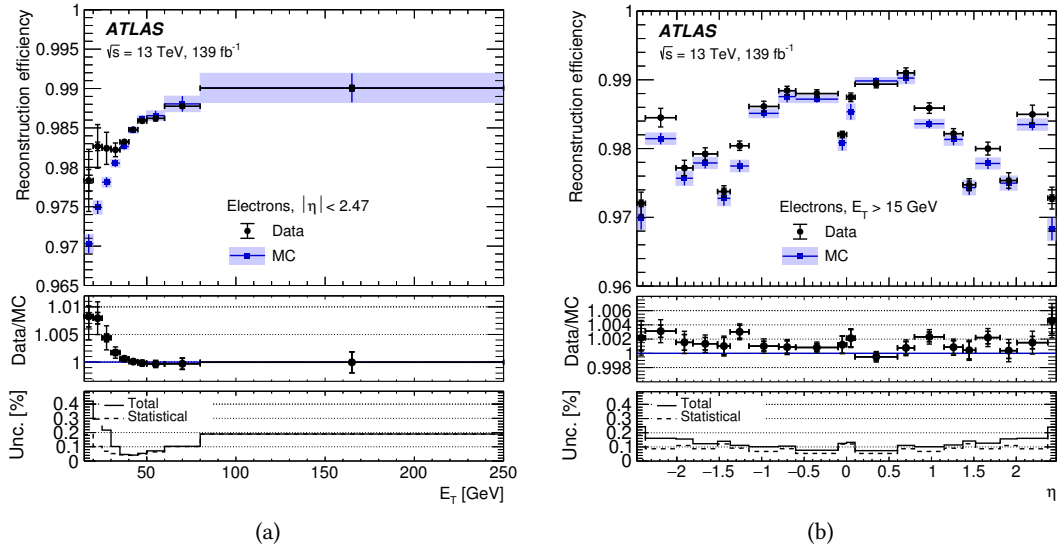 ATLAS
√s = 13 TeV, 139 fb⁻¹
Reconstruction efficiency
1
0.995
0.99
0.985
0.98
0.975
0.97
0.965
Electrons, |η| < 2.47
Data
MC
Data/MC
1.01
1.005
1
Unc. [%]
0.4
0.3
0.2
0.1
0
Total
Statistical
50 100 150 200 250
E_T [GeV]
(a)
ATLAS
√s = 13 TeV, 139 fb⁻¹
Reconstruction efficiency
1
0.99
0.98
0.97
0.96
Electrons, E_T > 15 GeV
Data
MC
Data/MC
1.006
1.004
1.002
1
0.998
Unc. [%]
0.4
0.3
0.2
0.1
0
Total
Statistical
−2 −1.5 −1 −0.5 0 0.5 1 1.5 2
η
(b)